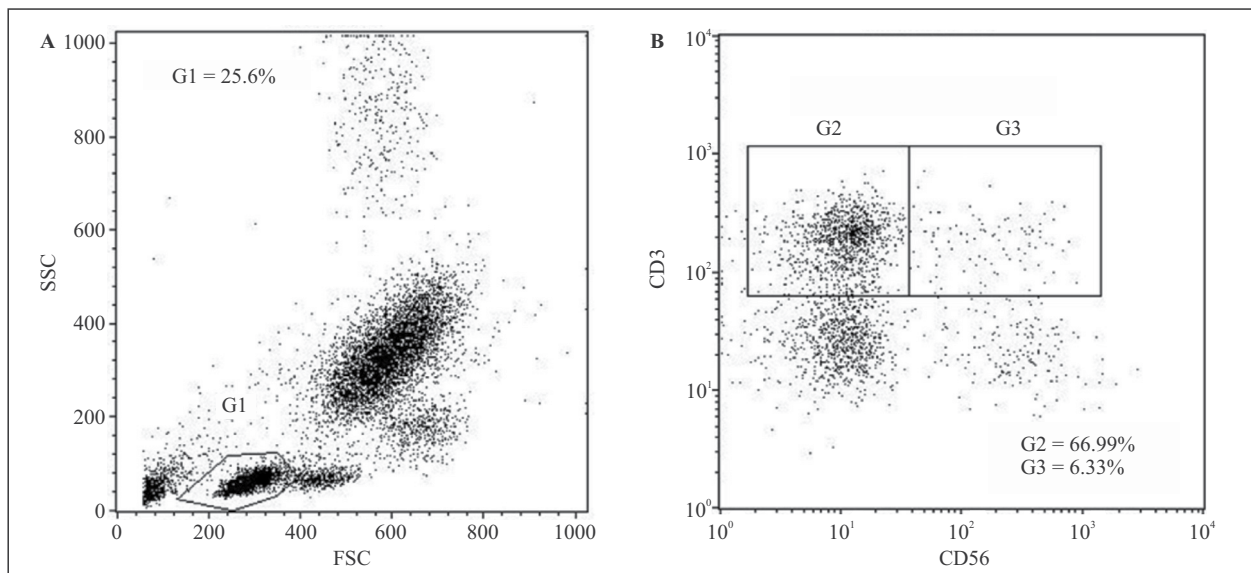 A
G1 = 25.6%
1000
800
600
400
200
0
SSC
G1
0 200 400 600 800 1000
FSC
B
10⁴
10³
10²
10¹
10⁰
CD3
G2 G3
G2 = 66.99%
G3 = 6.33%
10⁰ 10¹ 10² 10³ 10⁴
CD56